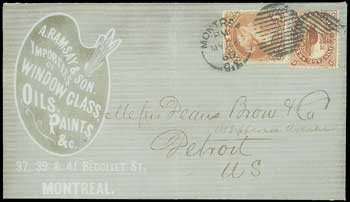 A. RAMSAY & SON.
IMPORTERS
OF
WINDOW GLASS,
OILS,
PAINTS
&c.
37, 39 & 41 RECOLLET ST.
MONTREAL.
MONTREAL
Messrs Deans Brow & Co
Detroit
US